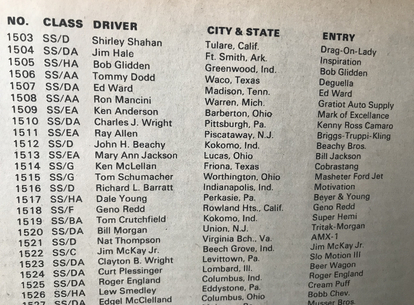 NO. CLASS DRIVER CITY & STATE ENTRY
1503 SS/D Shirley Shahan Tulare, Calif. Drag-On-Lady
1504 SS/DA Jim Hale Ft. Smith, Ark. Inspiration
1505 SS/HA Bob Glidden Greenwood, Ind. Bob Glidden
1506 SS/AA Tommy Dodd Waco, Texas Deguella
1507 SS/DA Ed Ward Madison, Tenn. Ed Ward
1508 SS/AA Ron Mancini Warren, Mich. Gratiot Auto Supply
1509 SS/EA Ken Anderson Barberton, Ohio Mark of Excellence
1510 SS/DA Charles J. Wright Pittsburgh, Pa. Kenny Ross Camaro
1511 SS/EA Ray Allen Piscataway, N.J. Briggs-Truppi-Kling
1512 SS/D John H. Beachy Kokomo, Ind. Beachy Bros.
1513 SS/EA Mary Ann Jackson Lucas, Ohio Bill Jackson
1514 SS/G Ken McLellan Friona, Texas Cobrastang
1515 SS/G Tom Schumacher Worthington, Ohio Masheter Ford Jet
1516 SS/D Richard L. Barratt Indianapolis, Ind. Motivation
1517 SS/HA Dale Young Perkasie, Pa. Beyer & Young
1518 SS/F Geno Redd Rowland Hts., Calif. Geno Redd
1519 SS/BA Tom Crutchfield Kokomo, Ind. Super Hemi
1520 SS/DA Bill Morgan Union, N.J. Tritak-Morgan
1521 SS/D Nat Thompson Virginia Bch., Va. AMX-1
1522 SS/C Jim McKay Jr. Beech Grove, Ind. Jim McKay Jr.
1523 SS/DA Clayton B. Wright Levittown, Pa. Slo Motion III
1524 SS/DA Curt Plessinger Lombard, Ill. Beer Wagon
1525 SS/DA Roger England Columbus, Ind. Roger England
1526 SS/HA Lew Smedley Eddystone, Pa. Cream Puff
1527 SS/DA Edgel McClelland Columbus, Ohio Bobb Chev.
Musser Bros.